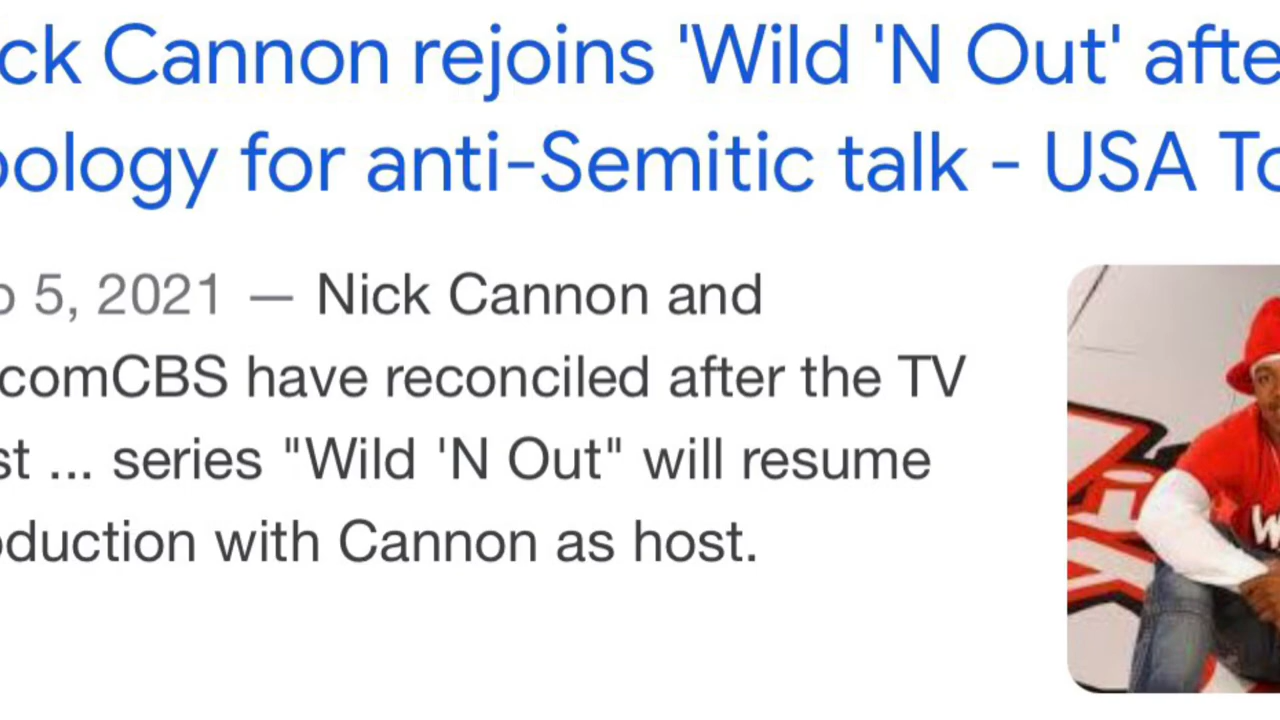 ck Cannon rejoins 'Wild 'N Out' afte
ology for anti-Semitic talk - USA To
5, 2021 — Nick Cannon and
comCBS have reconciled after the TV
st ... series "Wild 'N Out" will resume
duction with Cannon as host.